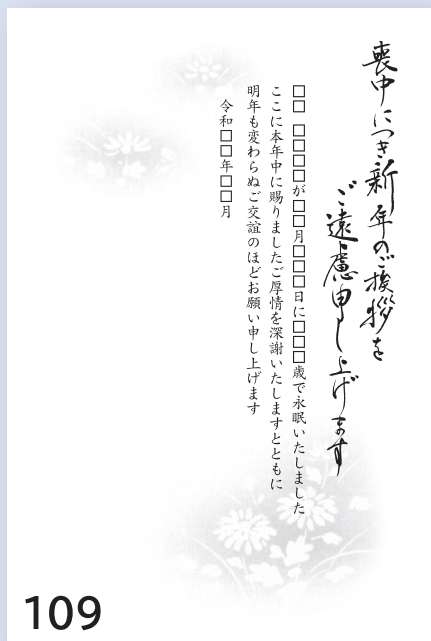 喪中につき新年のご挨拶を
ご遠慮申し上げます
□□ □□□□が□□月□□□日に□□□歳で永眠いたしました
ここに本年中に賜りましたご厚情を深謝いたしますとともに
明年も変わらぬご交誼のほどお願い申し上げます
令和□□年□□月
109